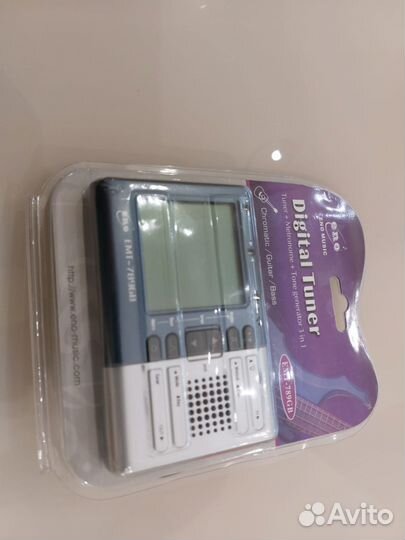 eno
ENO MUSIC
Digital Tuner
Tuner + Metronome + Tone generator 3 in 1
Chromatic / Guitar / Bass
EMT-789GB
eno EMT-789GB
http://www.eno-music.com
Avito